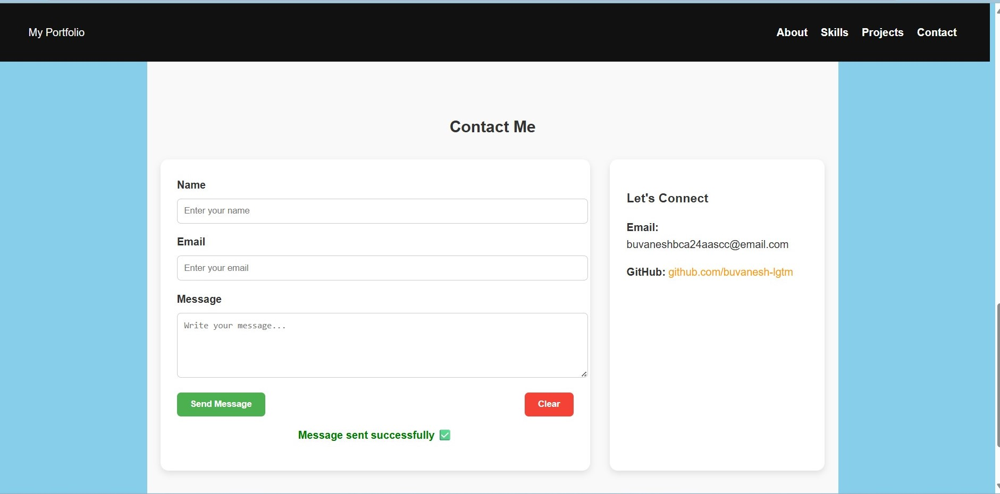 My Portfolio
About Skills Projects Contact
Contact Me
Name
Enter your name
Email
Enter your email
Message
Write your message...
Send Message
Clear
Message sent successfully ✅
Let's Connect
Email:
buvaneshbca24aascc@email.com
GitHub: github.com/buvanesh-lgtm